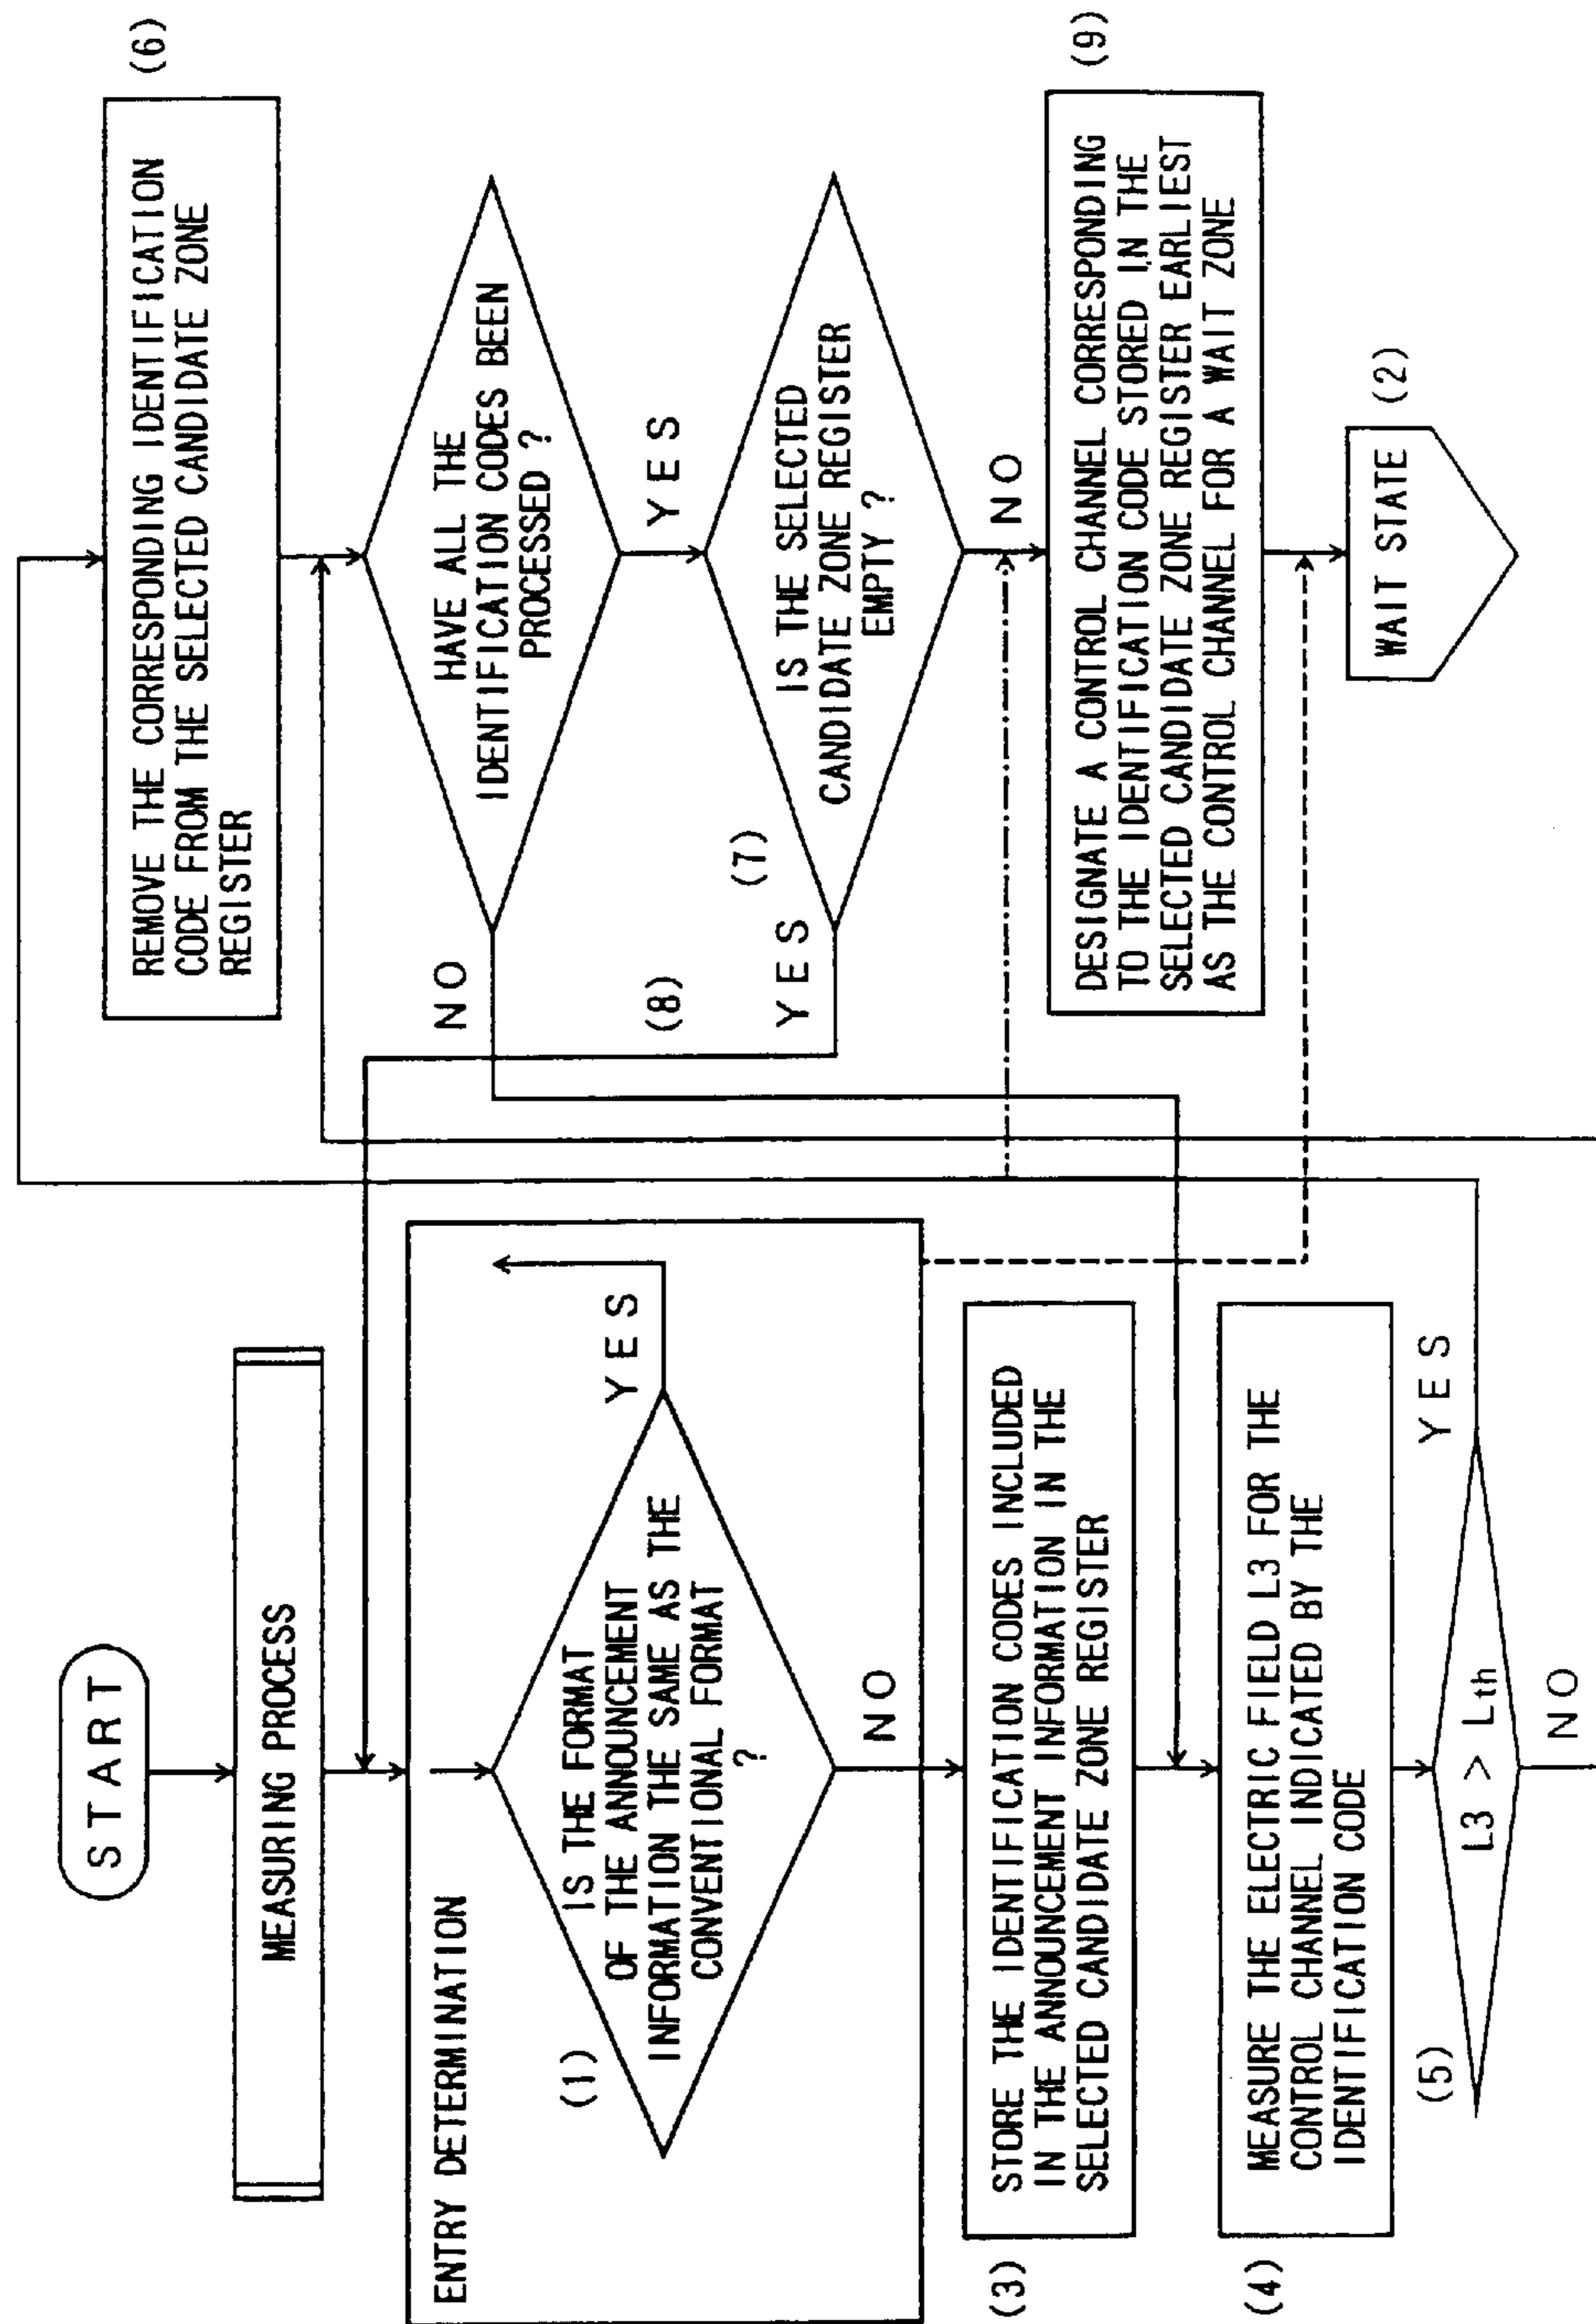 START
MEASURING PROCESS
ENTRY DETERMINATION
(1)
IS THE FORMAT
OF THE ANNOUNCEMENT
INFORMATION THE SAME AS THE
CONVENTIONAL FORMAT
?
YES
NO
(3)
STORE THE IDENTIFICATION CODES INCLUDED
IN THE ANNOUNCEMENT INFORMATION IN THE
SELECTED CANDIDATE ZONE REGISTER
(4)
MEASURE THE ELECTRIC FIELD L3 FOR THE
CONTROL CHANNEL INDICATED BY THE
IDENTIFICATION CODE
(5)
L3 > Lth
YES
NO
(6)
REMOVE THE CORRESPONDING IDENTIFICATION
CODE FROM THE SELECTED CANDIDATE ZONE
REGISTER
HAVE ALL THE
IDENTIFICATION CODES BEEN
PROCESSED ?
NO
YES
(8)
(7)
IS THE SELECTED
CANDIDATE ZONE REGISTER
EMPTY ?
YES
NO
(9)
DESIGNATE A CONTROL CHANNEL CORRESPONDING
TO THE IDENTIFICATION CODE STORED IN THE
SELECTED CANDIDATE ZONE REGISTER EARLIEST
AS THE CONTROL CHANNEL FOR A WAIT ZONE
WAIT STATE
(2)